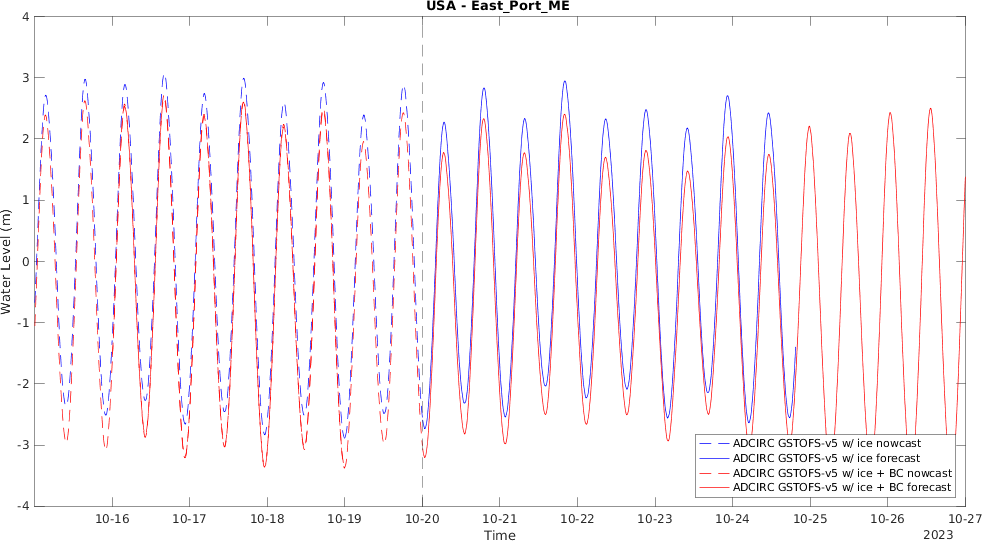 USA - East_Port_ME
4
3
2
1
0
-1
-2
-3
-4
Water Level (m)
ADCIRC GSTOFS-v5 w/ ice nowcast
ADCIRC GSTOFS-v5 w/ ice forecast
ADCIRC GSTOFS-v5 w/ ice + BC nowcast
ADCIRC GSTOFS-v5 w/ ice + BC forecast
10-16 10-17 10-18 10-19 10-20 10-21 10-22 10-23 10-24 10-25 10-26 10-27
Time
2023